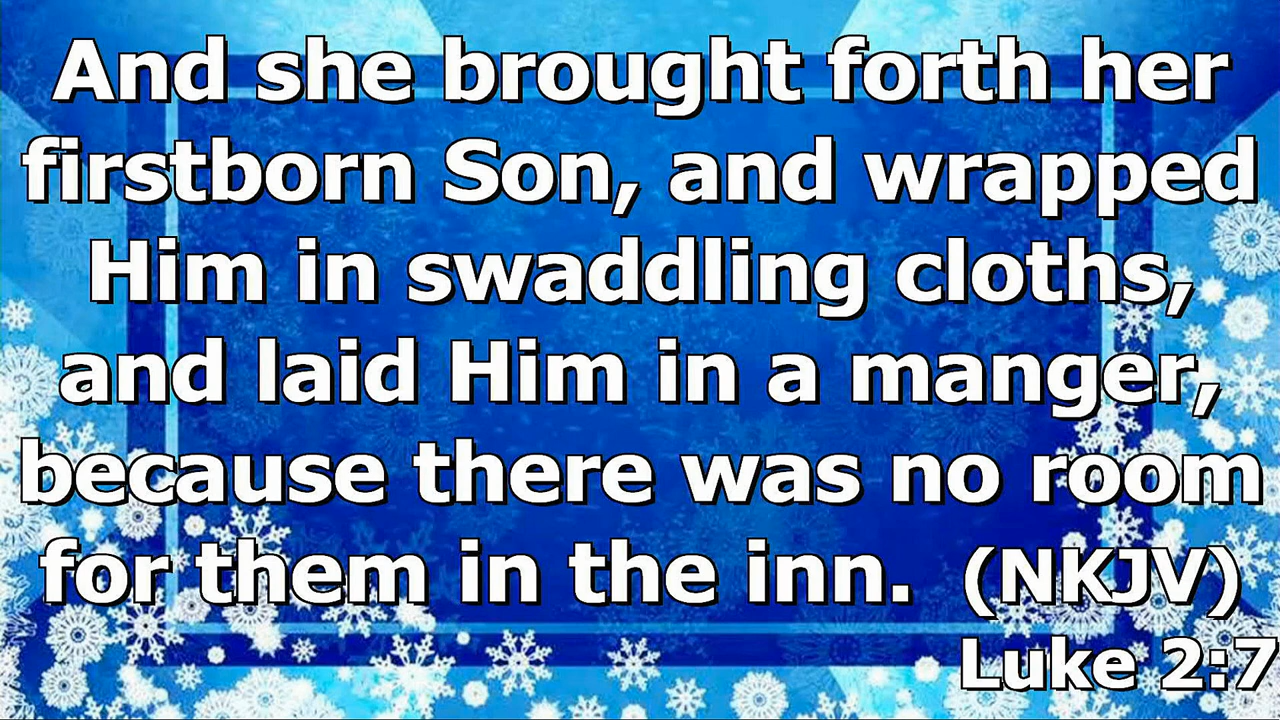 And she brought forth her
firstborn Son, and wrapped
Him in swaddling cloths,
and laid Him in a manger,
because there was no room
for them in the inn.  (NKJV)
Luke 2:7